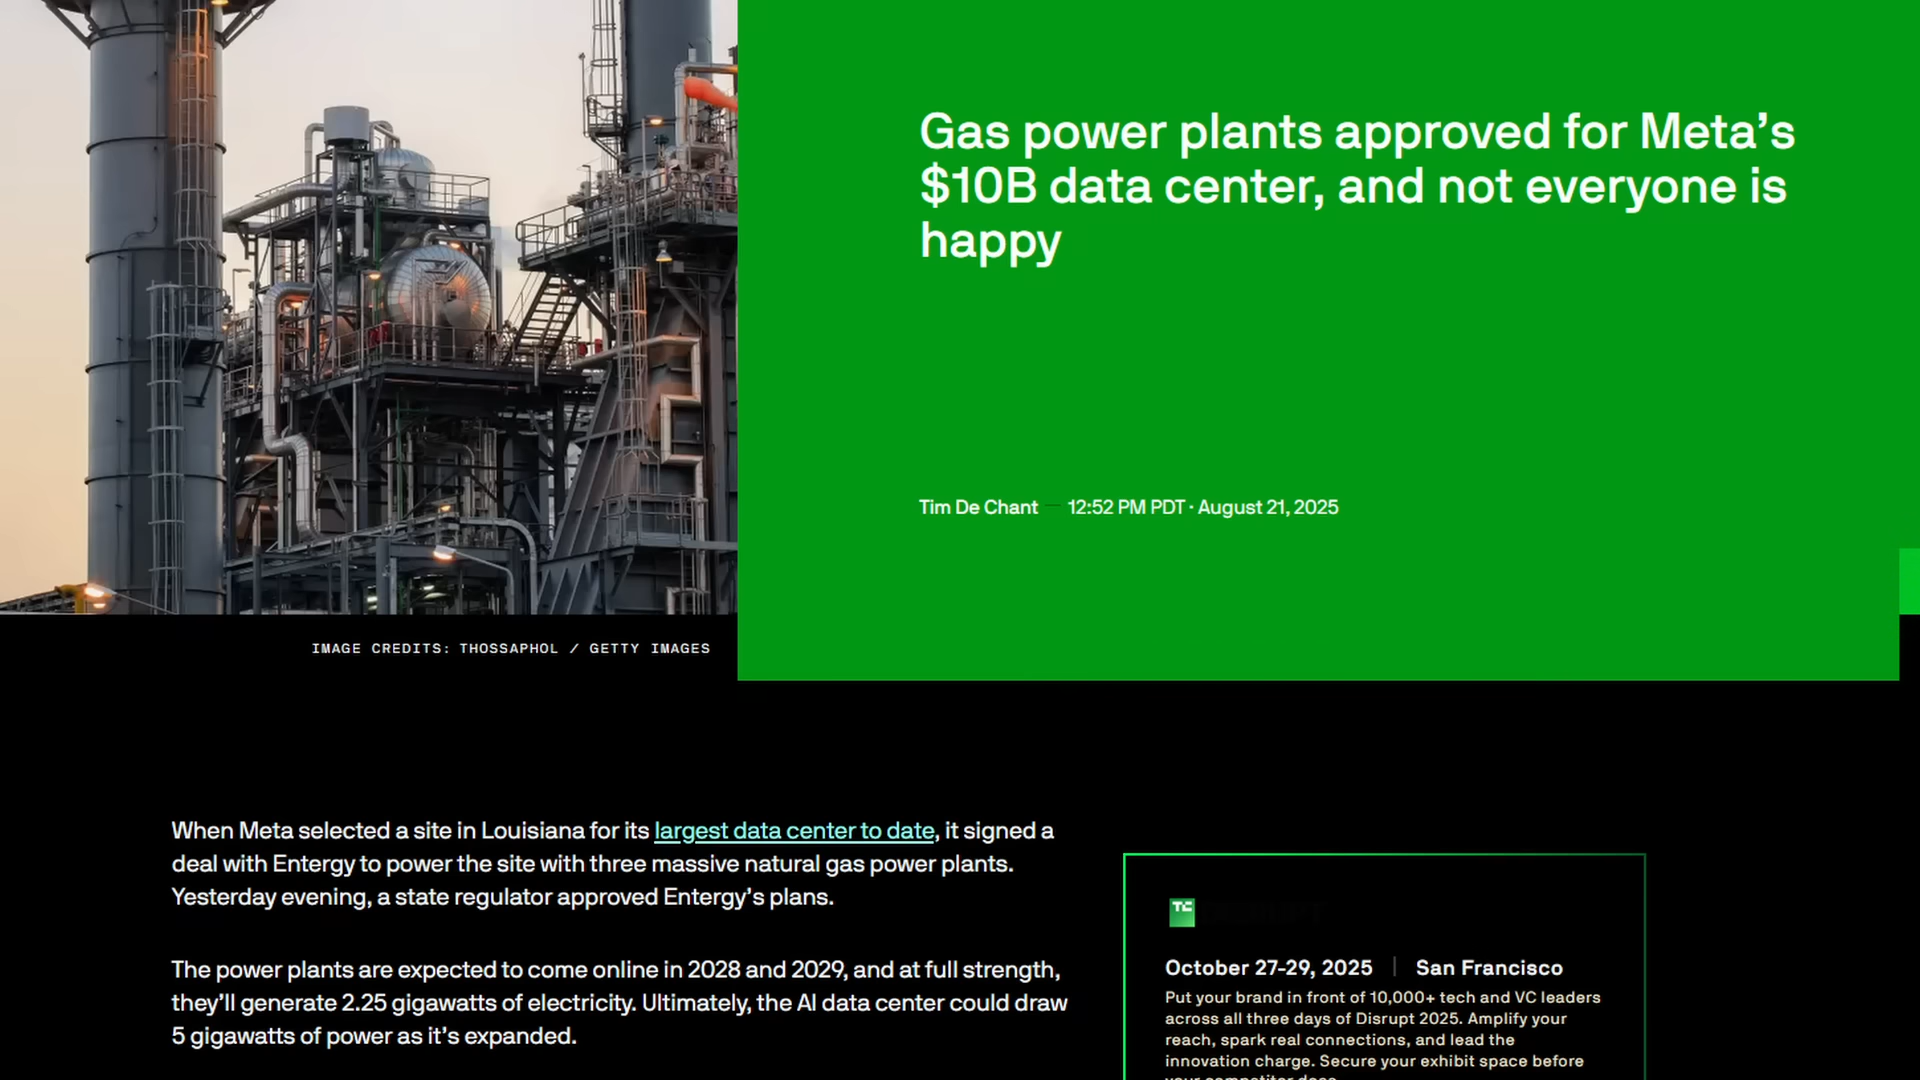 Gas power plants approved for Meta’s
$10B data center, and not everyone is
happy
Tim De Chant — 12:52 PM PDT · August 21, 2025
IMAGE CREDITS: THOSSAPHOL / GETTY IMAGES
When Meta selected a site in Louisiana for its largest data center to date, it signed a
deal with Entergy to power the site with three massive natural gas power plants.
Yesterday evening, a state regulator approved Entergy’s plans.
The power plants are expected to come online in 2028 and 2029, and at full strength,
they’ll generate 2.25 gigawatts of electricity. Ultimately, the AI data center could draw
5 gigawatts of power as it’s expanded.
TC
October 27-29, 2025 | San Francisco
Put your brand in front of 10,000+ tech and VC leaders
across all three days of Disrupt 2025. Amplify your
reach, spark real connections, and lead the
innovation charge. Secure your exhibit space before
your competitor does.